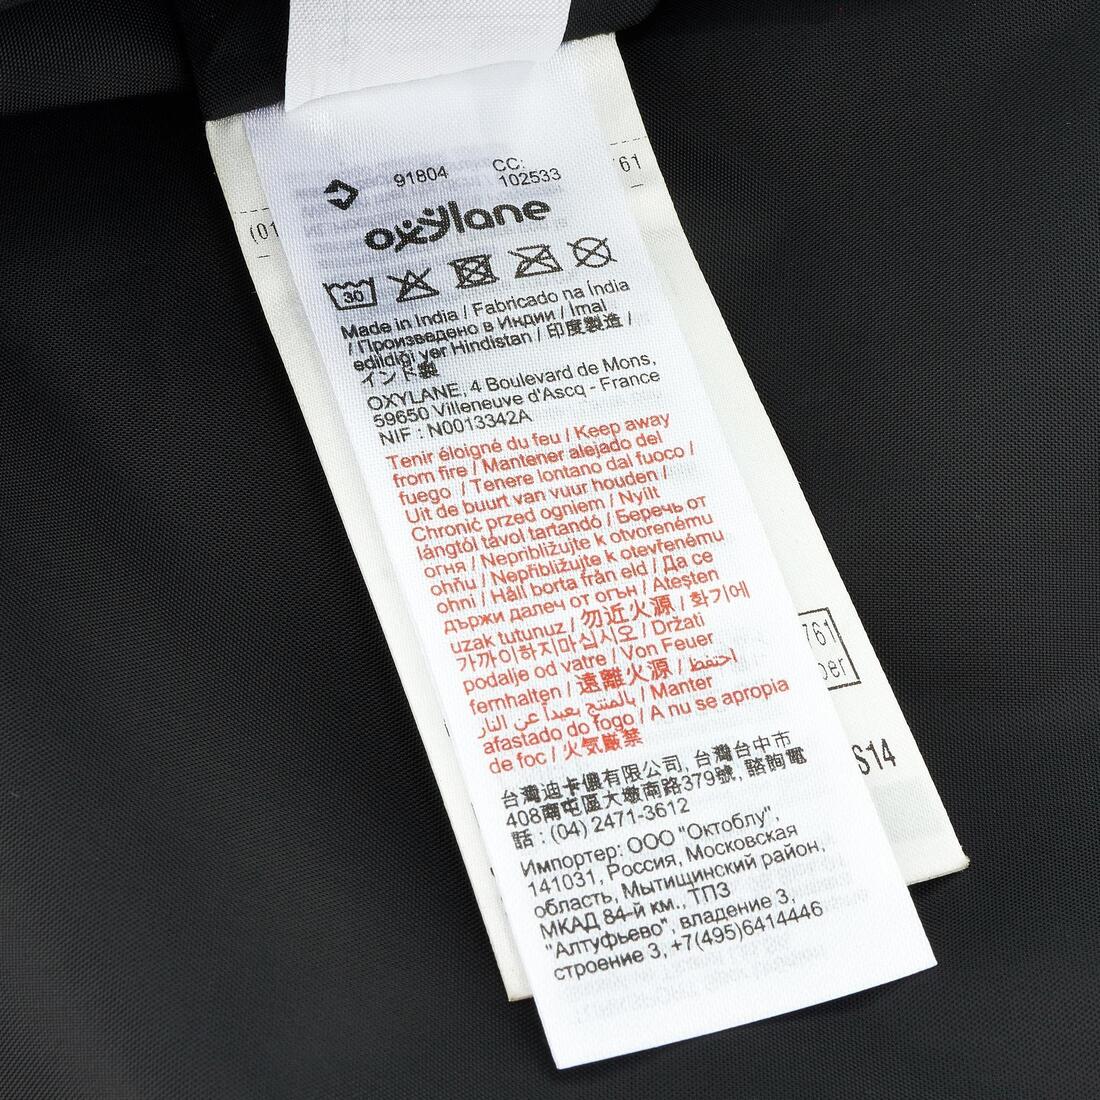 91804 CC:
102533
oxylane
30
Made in India / Fabricado na Índia
/ Произведено в Индии / İmal
edildiği yer Hindistan / 印度製造 /
インド製
OXYLANE, 4 Boulevard de Mons,
59650 Villeneuve d'Ascq - France
NIF : N0013342A
Tenir éloigné du feu / Keep away
from fire / Mantener alejado del
fuego / Tenere lontano dal fuoco /
Uit de buurt van vuur houden /
Chronić przed ogniem / Nyílt
lángtól távol tartandó / Беречь от
огня / Nepribližujte k otvorenému
ohňu / Nepřibližujte k otevřenému
ohni / Håll borta från eld / Да се
държи далеч от огън / Ateşten
uzak tutunuz / 勿近火源 / 화기에
가까이하지마십시오 / Držati
podalje od vatre / Von Feuer
fernhalten / 遠離火源 / احتفظ
بالمنتج بعيداً عن النار / Manter
afastado do fogo / A nu se apropia
de foc / 火気厳禁
台灣迪卡儂有限公司, 台灣台中市
408南屯區大墩南路379號, 諮詢電
話 : (04) 2471-3612
Импортер: ООО "Октоблу",
141031, Россия, Московская
область, Мытищинский район,
МКАД 84-й км., ТПЗ
"Алтуфьево", владение 3,
строение 3, +7(495)6414446
(01
61
761
ber
S14